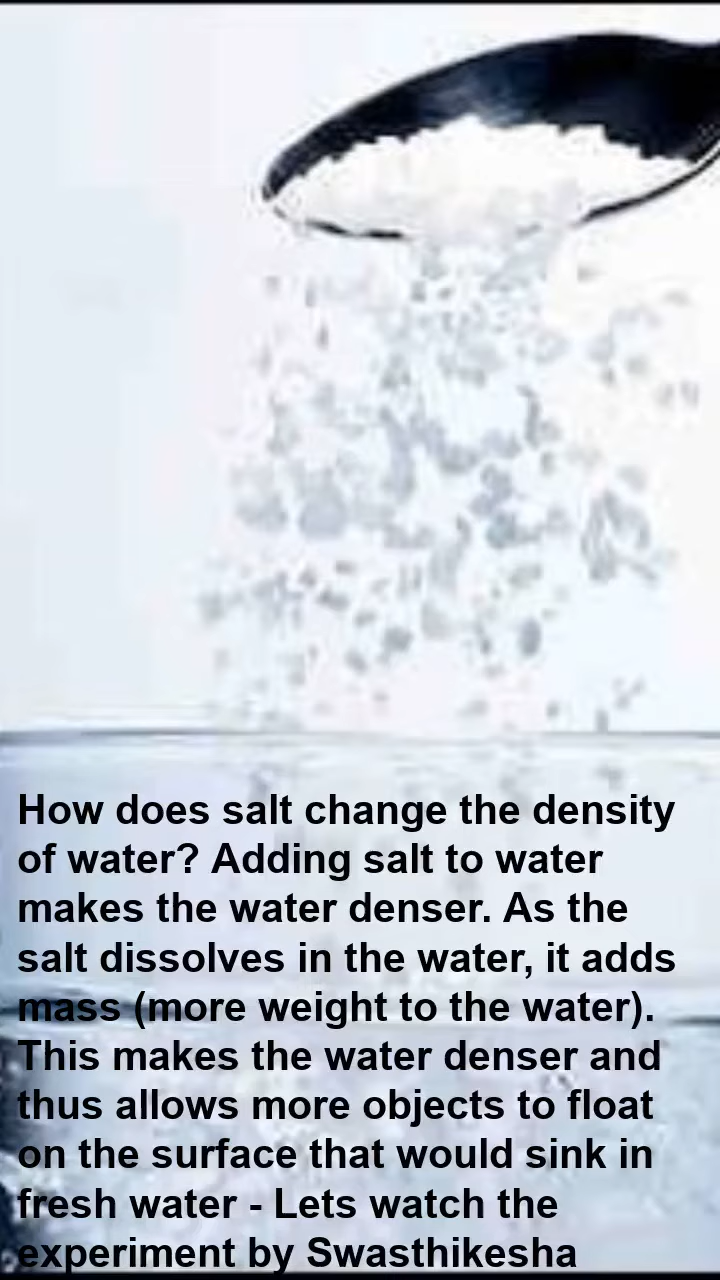 How does salt change the density
of water? Adding salt to water
makes the water denser. As the
salt dissolves in the water, it adds
mass (more weight to the water).
This makes the water denser and
thus allows more objects to float
on the surface that would sink in
fresh water - Lets watch the
experiment by Swasthikesha